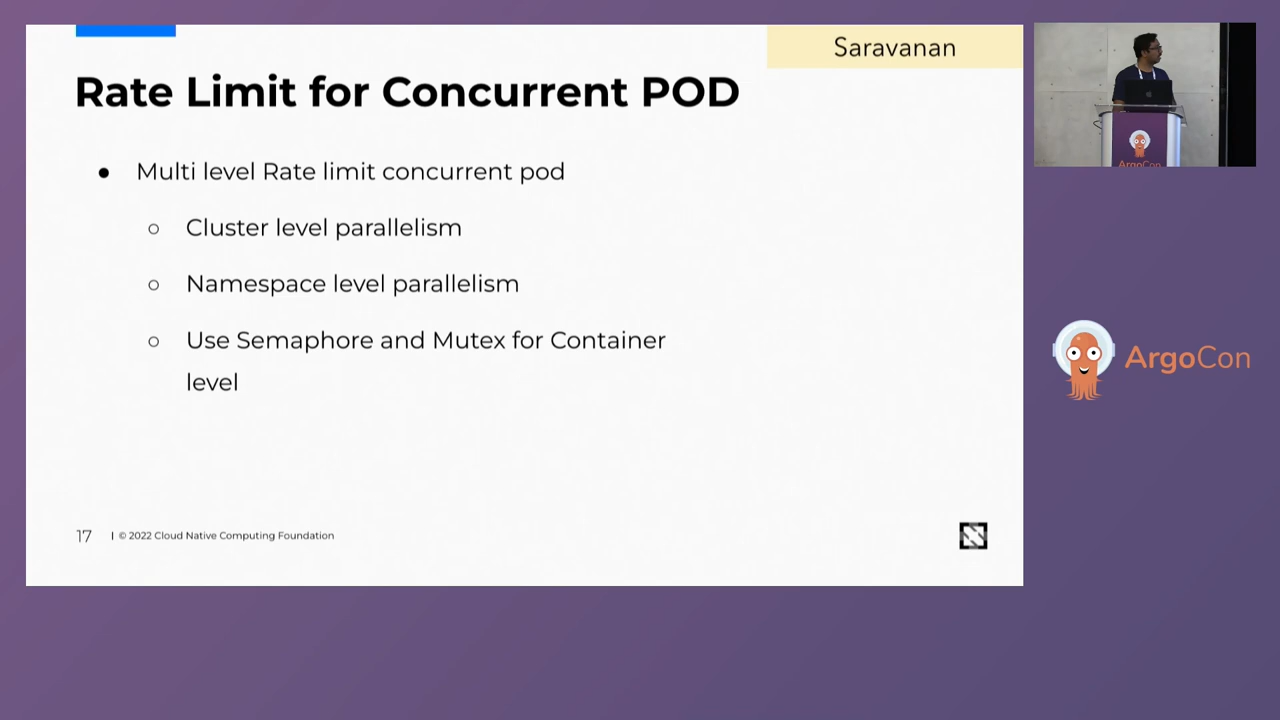 Saravanan
Rate Limit for Concurrent POD
● Multi level Rate limit concurrent pod
○ Cluster level parallelism
○ Namespace level parallelism
○ Use Semaphore and Mutex for Container
level
17 | © 2022 Cloud Native Computing Foundation
ArgoCon
ArgoCon